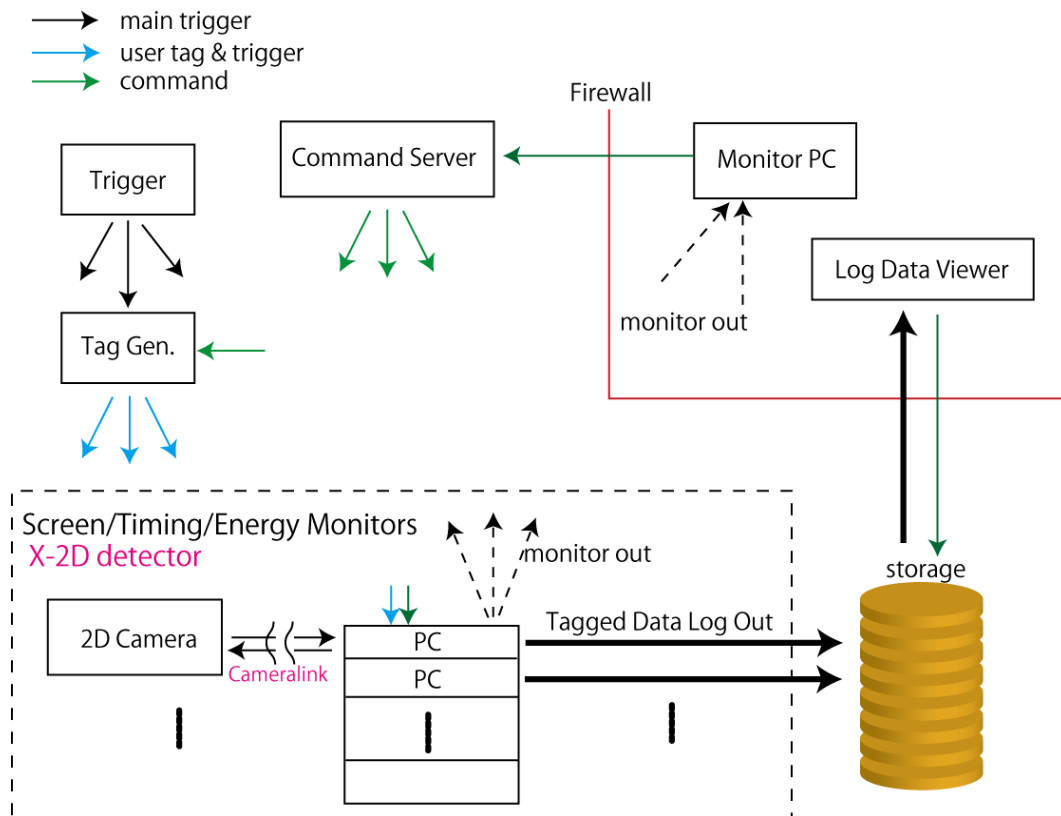 main trigger
user tag & trigger
command
Firewall
Command Server
Monitor PC
Trigger
Log Data Viewer
monitor out
Tag Gen.
Screen/Timing/Energy Monitors
X-2D detector
monitor out
storage
2D Camera
Cameralink
PC
PC
Tagged Data Log Out